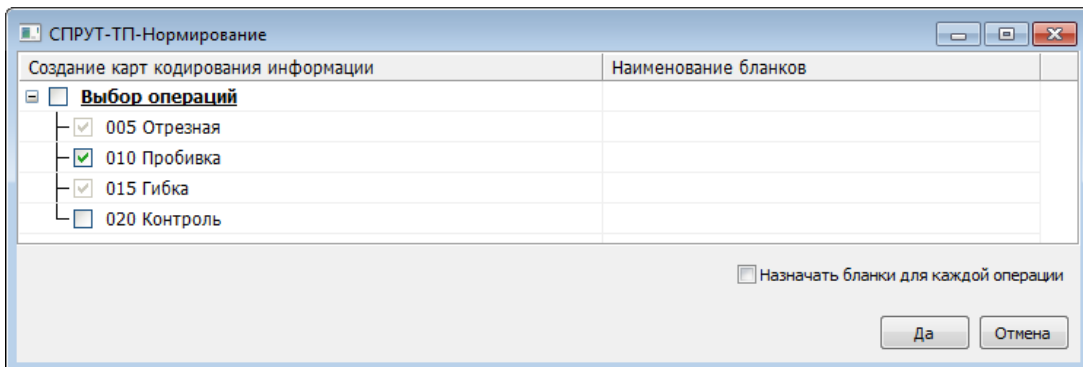 СПРУТ-ТП-Нормирование
Создание карт кодирования информации Наименование бланков
Выбор операций
005 Отрезная
010 Пробивка
015 Гибка
020 Контроль
Назначать бланки для каждой операции
Да Отмена